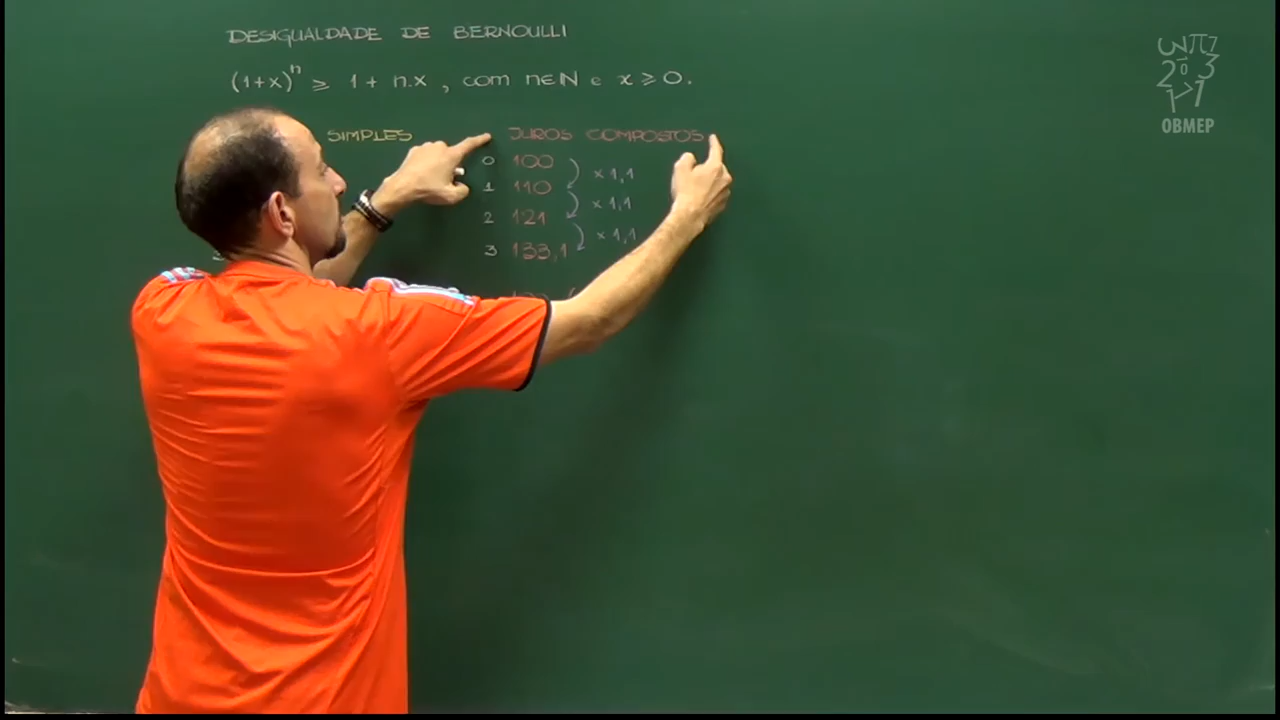 DESIGUALDADE DE BERNOULLI
(1+x)^n ≥ 1 + n.x , com n∈ℕ e x ≥ 0.
SIMPLES
JUROS COMPOSTOS
0 100
× 1,1
1 110
× 1,1
2 121
× 1,1
3 133,1
OBMEP